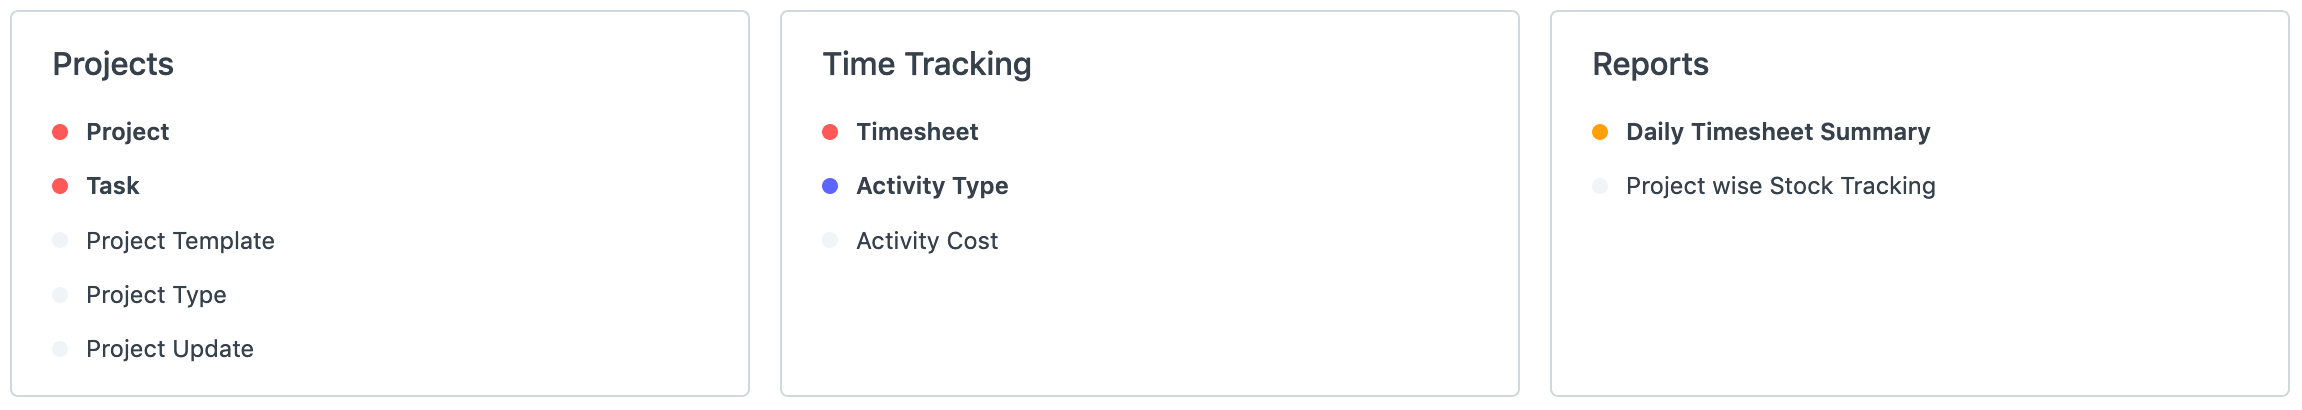 Projects
Project
Task
Project Template
Project Type
Project Update
Time Tracking
Timesheet
Activity Type
Activity Cost
Reports
Daily Timesheet Summary
Project wise Stock Tracking